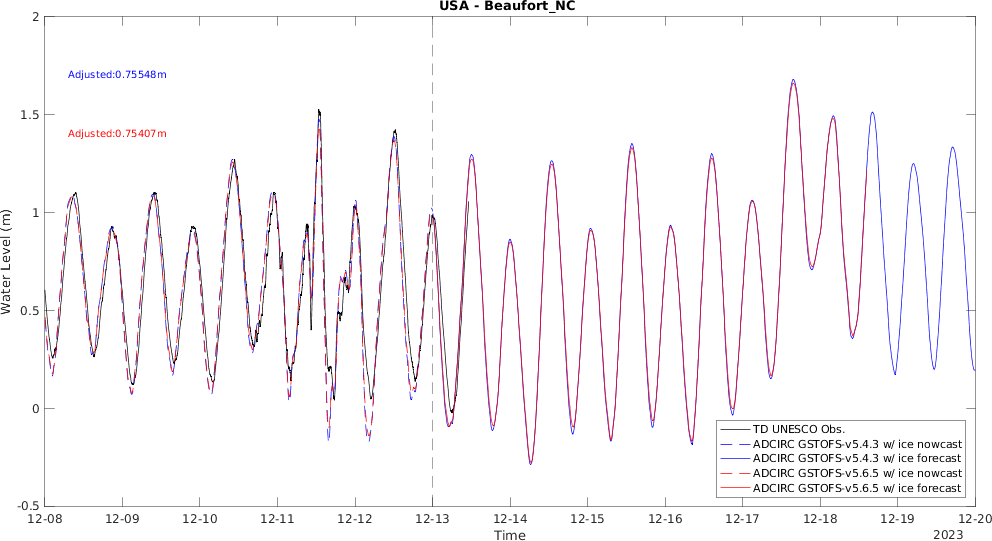 USA - Beaufort_NC
2
1.5
1
0.5
0
-0.5
Water Level (m)
Adjusted:0.75548m
Adjusted:0.75407m
TD UNESCO Obs.
ADCIRC GSTOFS-v5.4.3 w/ ice nowcast
ADCIRC GSTOFS-v5.4.3 w/ ice forecast
ADCIRC GSTOFS-v5.6.5 w/ ice nowcast
ADCIRC GSTOFS-v5.6.5 w/ ice forecast
12-08 12-09 12-10 12-11 12-12 12-13 12-14 12-15 12-16 12-17 12-18 12-19 12-20
Time
2023